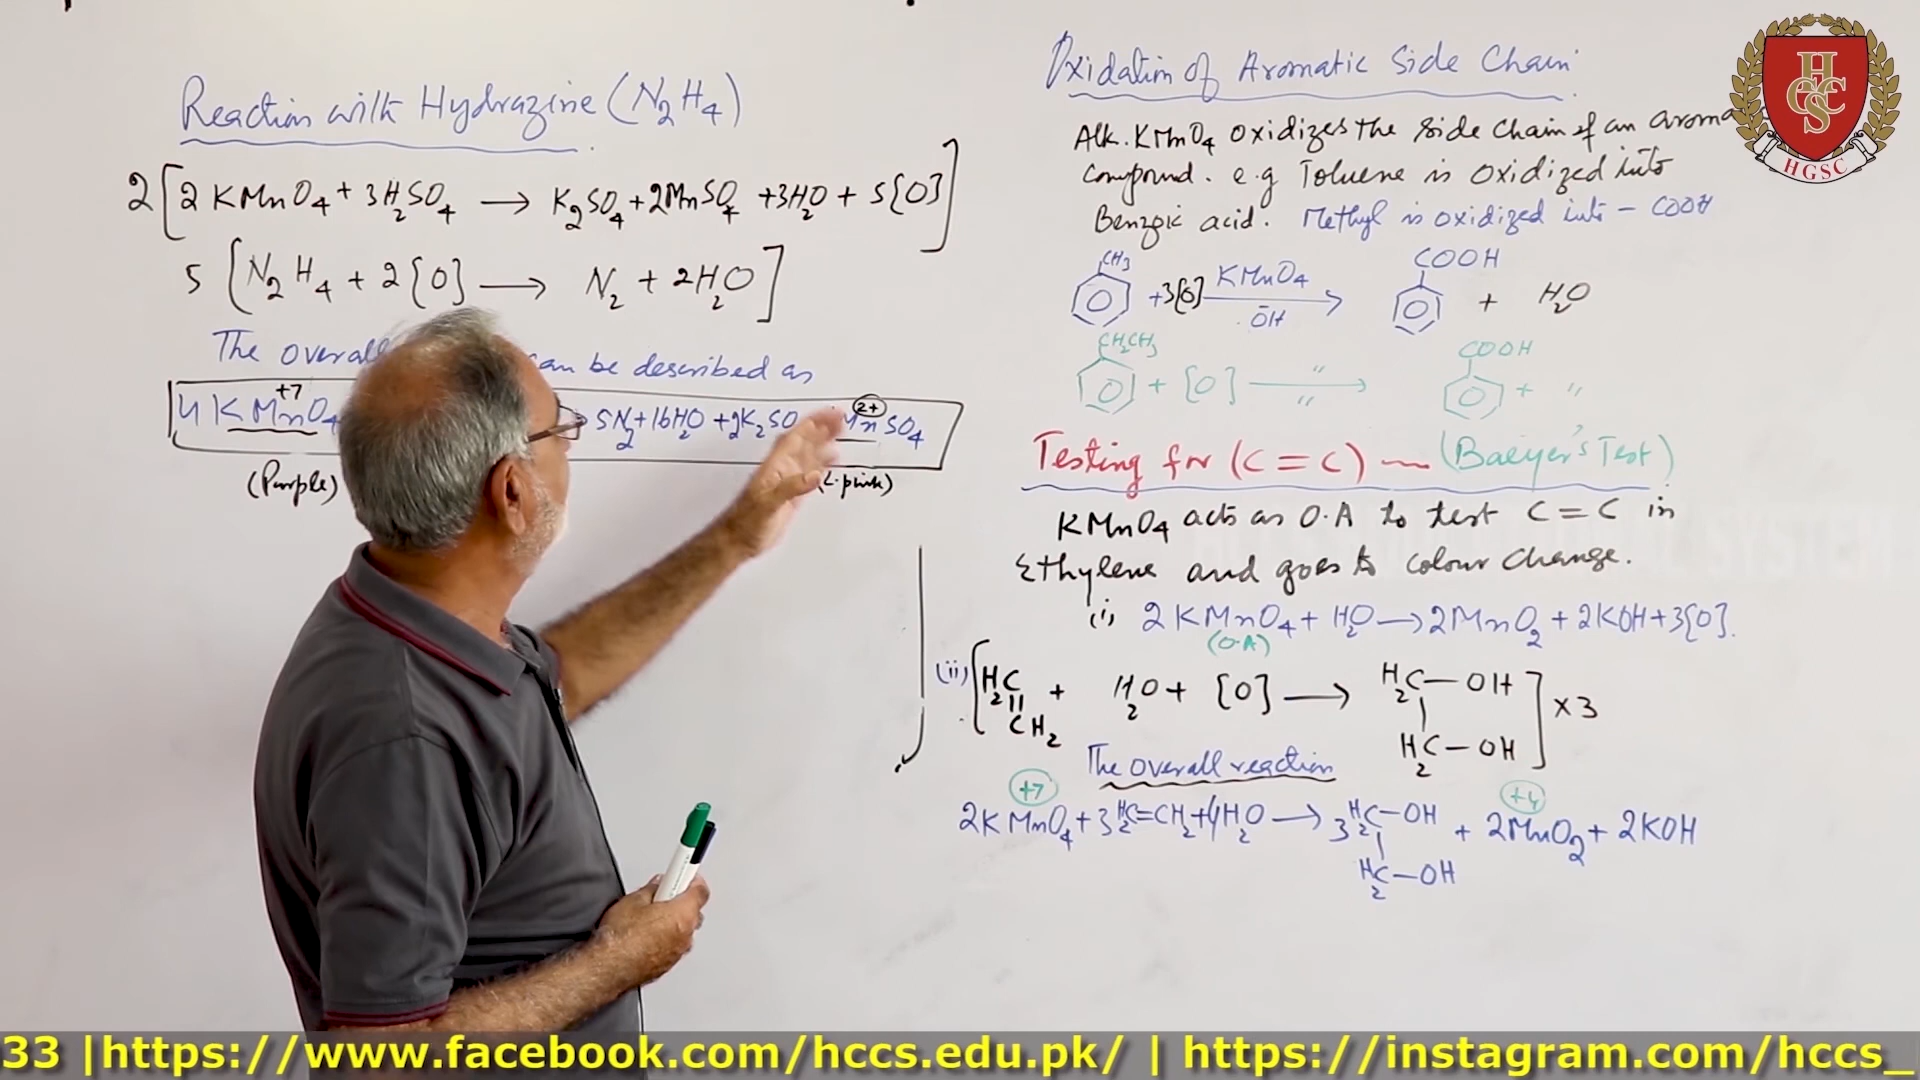 Reaction with Hydrazine (N2H4)
2[2KMnO4 + 3H2SO4 → K2SO4 + 2MnSO4 + 3H2O + 5[O]]
5[N2H4 + 2[O] → N2 + 2H2O]
The overall can be described as
+7 2+
4KMnO4 5N2 + 16H2O + 2K2SO MnSO4
(Purple) (L.pink)
Oxidation of Aromatic Side Chain
Alk. KMnO4 oxidizes the side chain of an aroma
compound. e.g Toluene is oxidized into
Benzoic acid. Methyl is oxidized into – COOH
CH3 COOH
+ 3[O] KMnO4 → + H2O
ŌH
CH2CH3 COOH
+ [O] " → + "
Testing for (C=C) ~ (Baeyer's Test)
KMnO4 acts as O.A to test C=C in
Ethylene and goes to colour change.
(i) 2KMnO4 + H2O → 2MnO2 + 2KOH + 3[O].
(O.A)
(ii) [H2C=CH2 + H2O + [O] → H2C–OH
H2C–OH] ×3
The overall reaction
+7 +4
2KMnO4 + 3H2C=CH2 + 4H2O → 3H2C–OH + 2MnO2 + 2KOH
H2C–OH
HCCS
HGSC
33 |https://www.facebook.com/hccs.edu.pk/ | https://instagram.com/hccs_